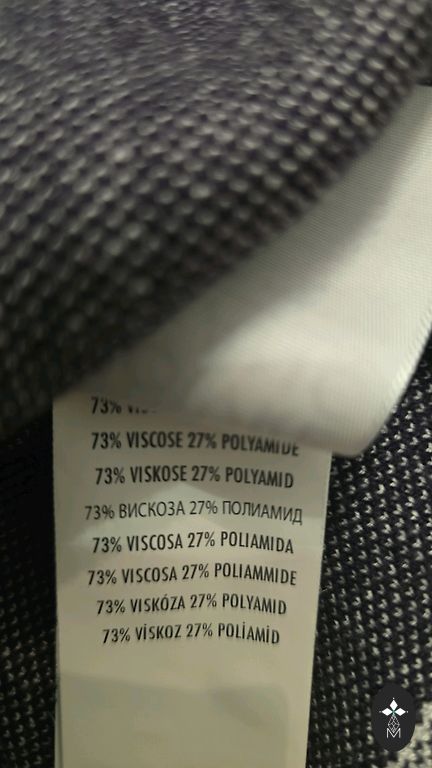 73%
73% VISCOSE 27% POLYAMIDE
73% VISKOSE 27% POLYAMID
73% ВИСКОЗА 27% ПОЛИАМИД
73% VISCOSA 27% POLIAMIDA
73% VISCOSA 27% POLIAMMIDE
73% VISKÓZA 27% POLYAMID
73% VİSKOZ 27% POLİAMİD
M